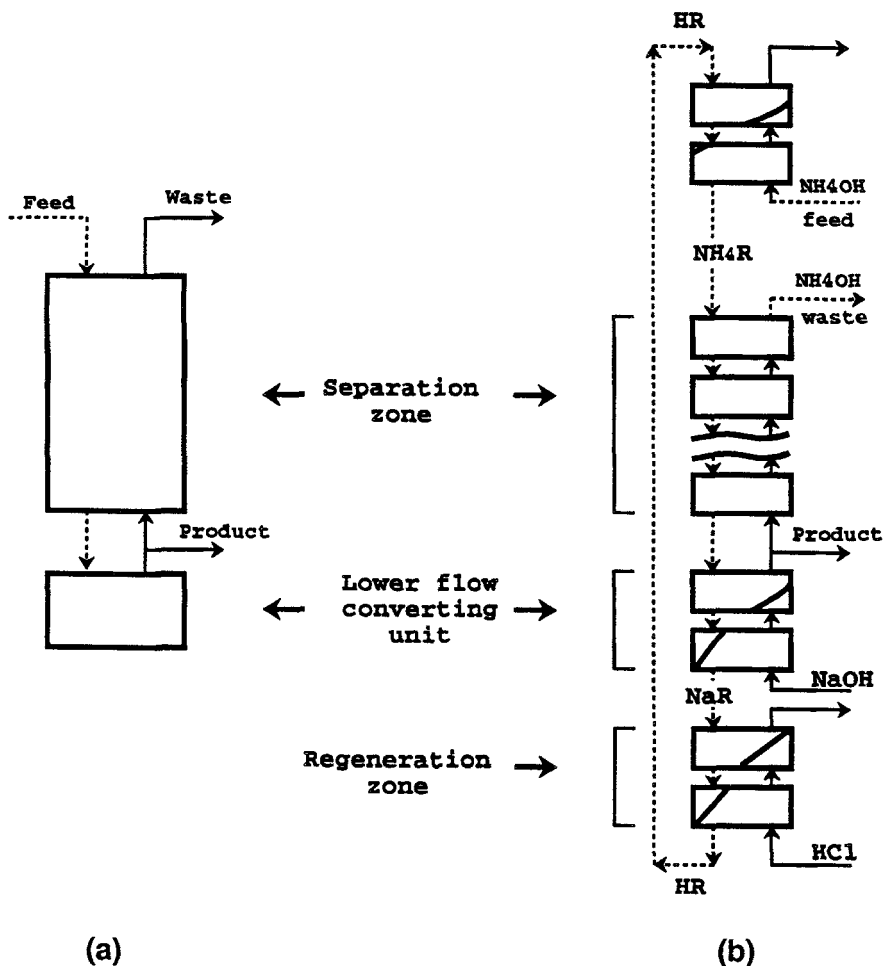 HR
Feed
Waste
NH4OH
feed
NH4R
NH4OH
waste
Separation
zone
Product
Product
Lower flow
converting
unit
NaOH
NaR
Regeneration
zone
HCl
HR
(a)
(b)